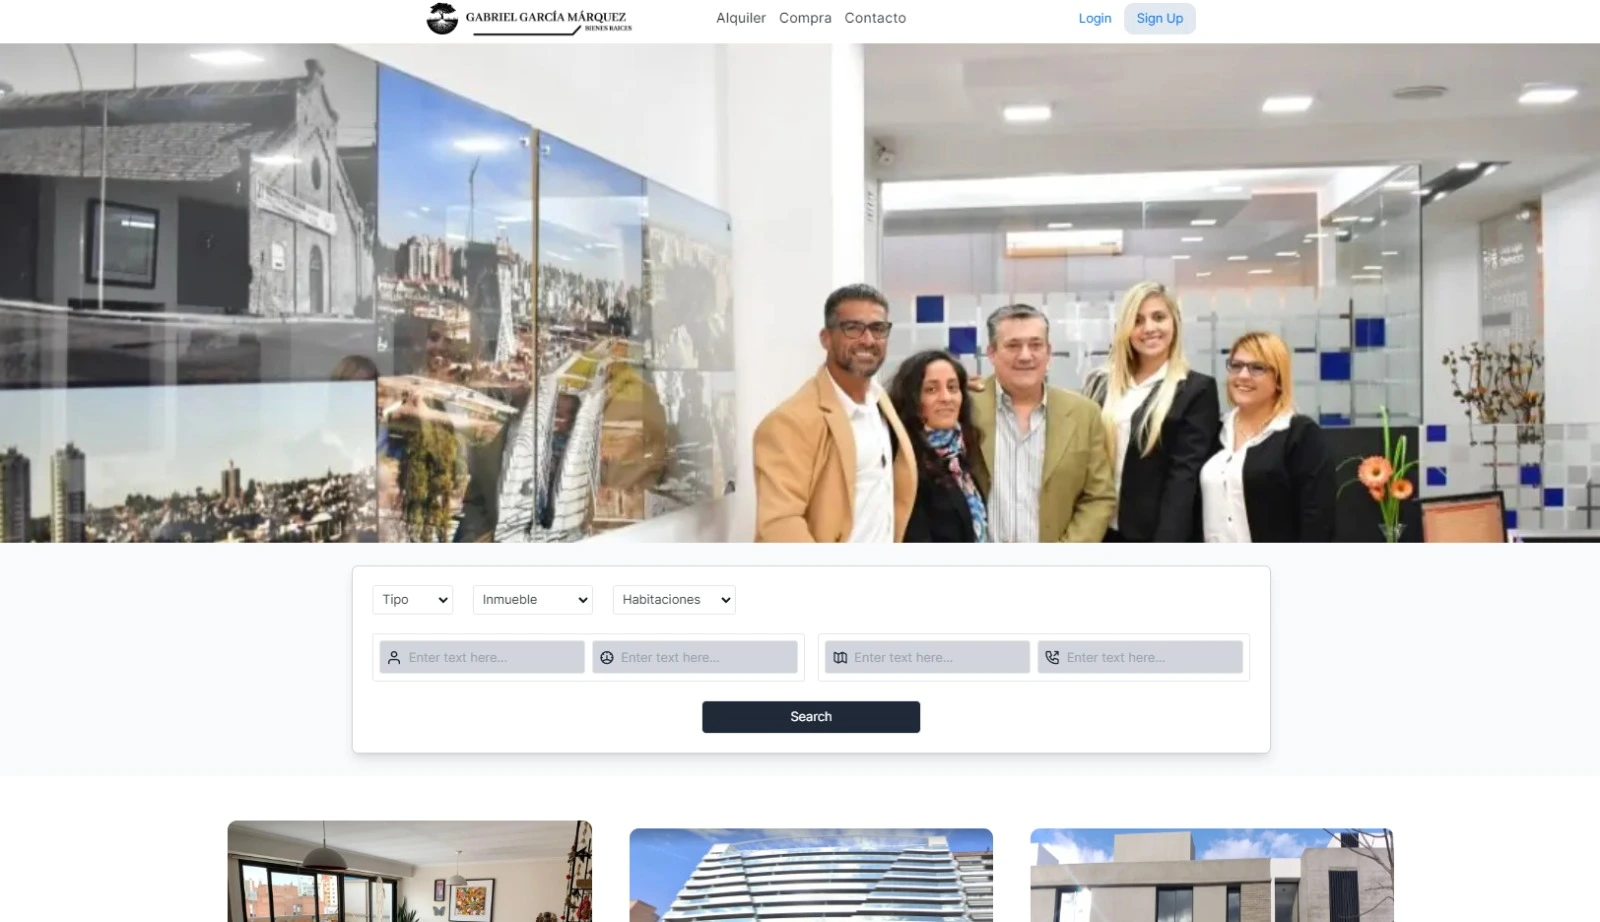 GABRIEL GARCÍA MÁRQUEZ
BIENES RAICES
Alquiler Compra Contacto
Login Sign Up
Tipo Inmueble Habitaciones
Enter text here... Enter text here... Enter text here... Enter text here...
Search